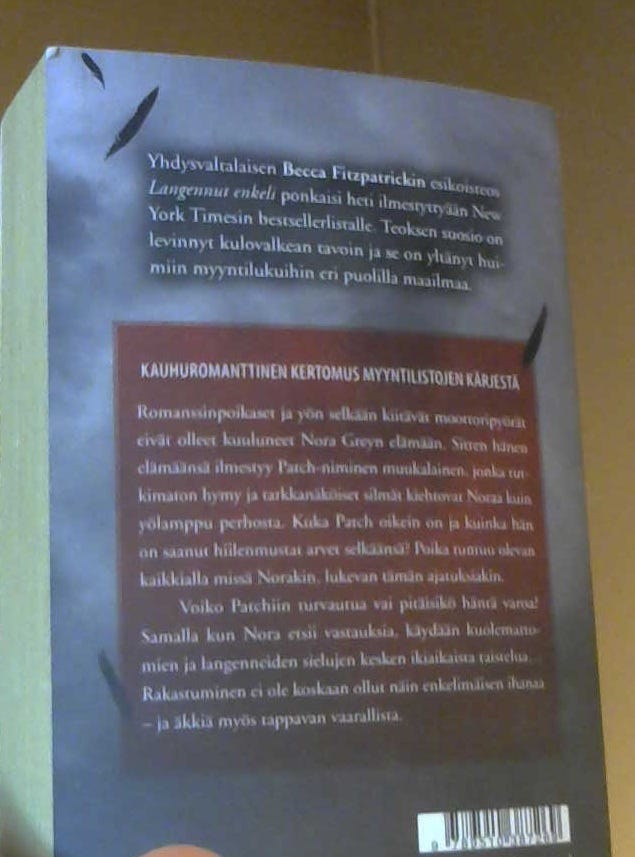 Yhdysvaltalaisen Becca Fitzpatrickin esikoisteos
Langennut enkeli ponkaisi heti ilmestyttyään New
York Timesin bestsellerlistalle. Teoksen suosio on
levinnyt kulovalkean tavoin ja se on yltänyt hui-
miin myyntilukuihin eri puolilla maailmaa.
KAUHUROMANTTINEN KERTOMUS MYYNTILISTOJEN KÄRJESTÄ
Romanssinpoikaset ja yön selkään kiitävät moottoripyörät
eivät olleet kuuluneet Nora Greyn elämään. Sitten hänen
elämäänsä ilmestyy Patch-niminen muukalainen, jonka tut-
kimaton hymy ja tarkkanäköiset silmät kiehtovat Noraa kuin
yölamppu perhosta. Kuka Patch oikein on ja kuinka hän
on saanut hiilenmustat arvet selkäänsä? Poika tuntuu olevan
kaikkialla missä Norakin, lukevan tämän ajatuksiakin.
Voiko Patchiin turvautua vai pitäisikö häntä varoa?
Samalla kun Nora etsii vastauksia, käydään kuolematto-
mien ja langenneiden sielujen kesken ikiaikaista taistelua...
Rakastuminen ei ole koskaan ollut näin enkelimäisen ihanaa
– ja äkkiä myös tappavan vaarallista.